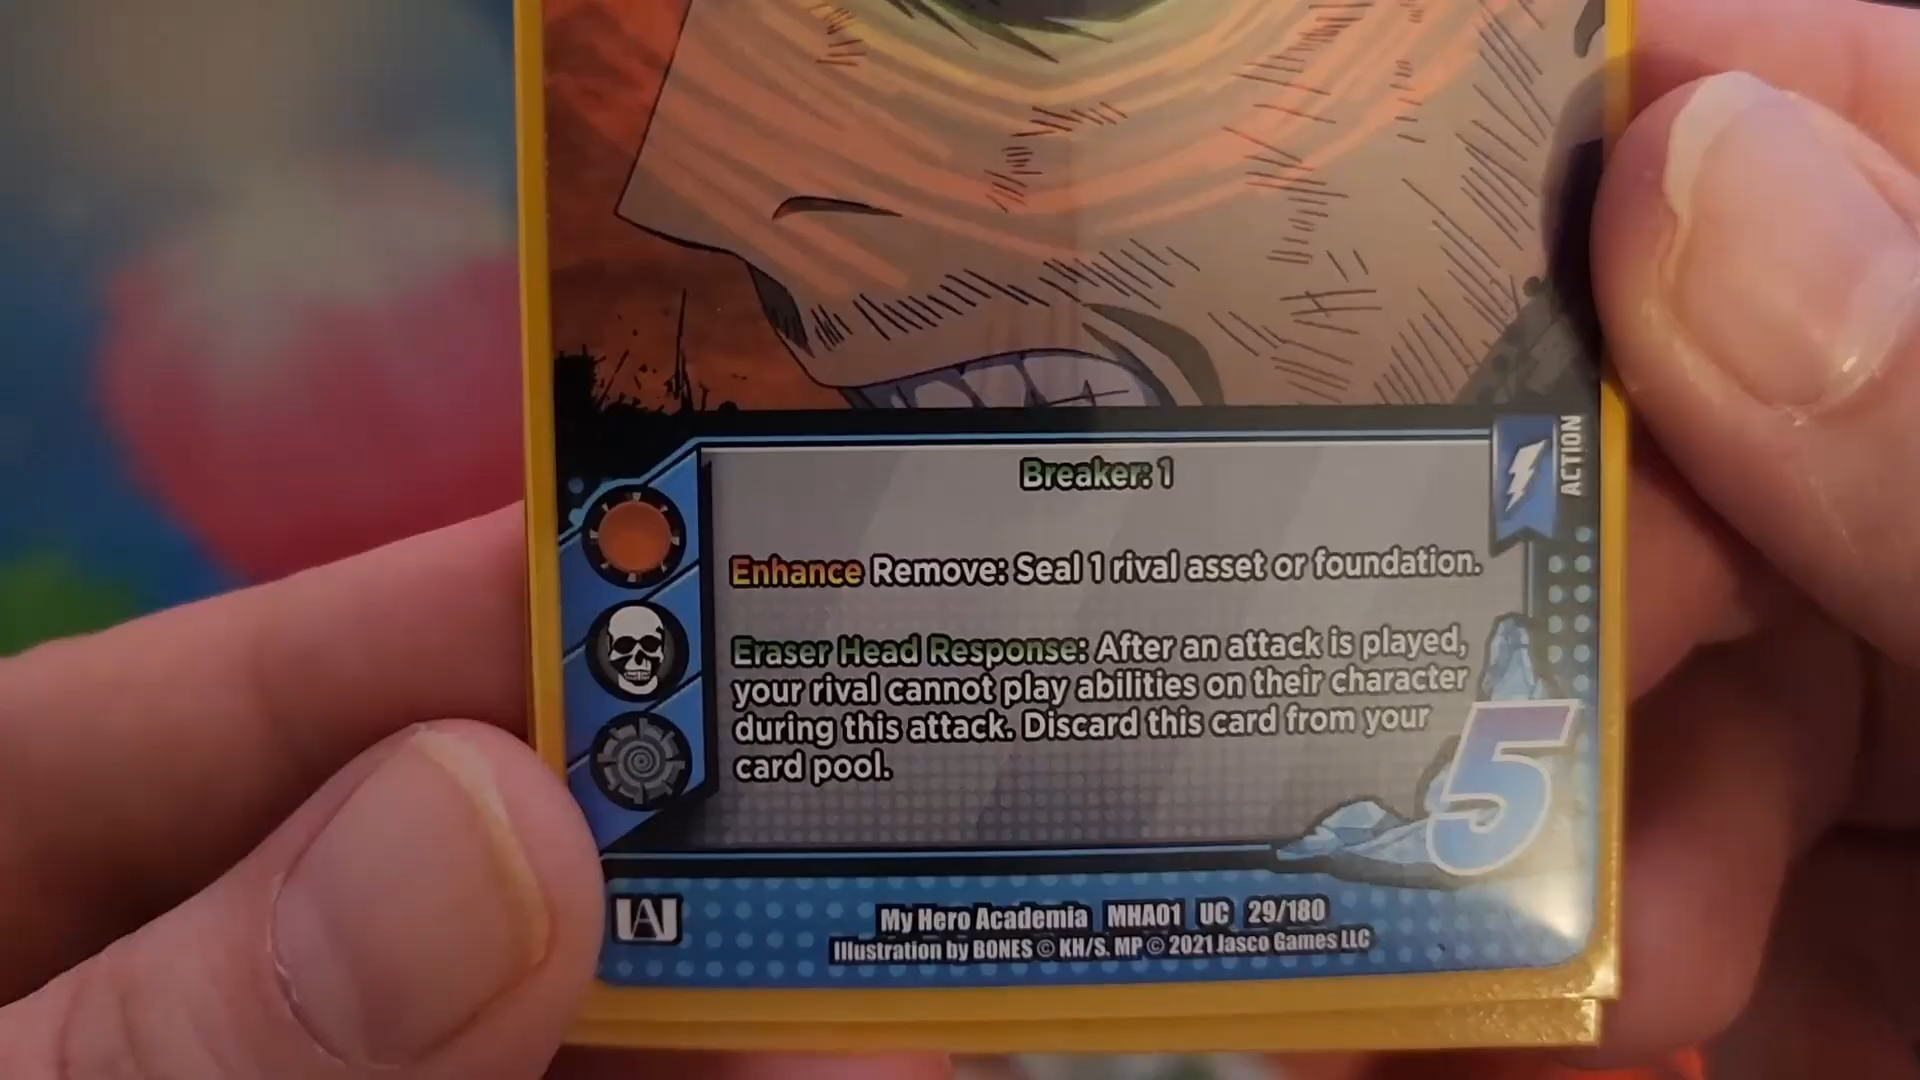 ACTION
Breaker: 1
Enhance Remove: Seal 1 rival asset or foundation.
Eraser Head Response: After an attack is played,
your rival cannot play abilities on their character
during this attack. Discard this card from your
card pool.
5
UA
My Hero Academia MHA01 UC 29/180
Illustration by BONES © KH/S. MP © 2021 Jasco Games LLC